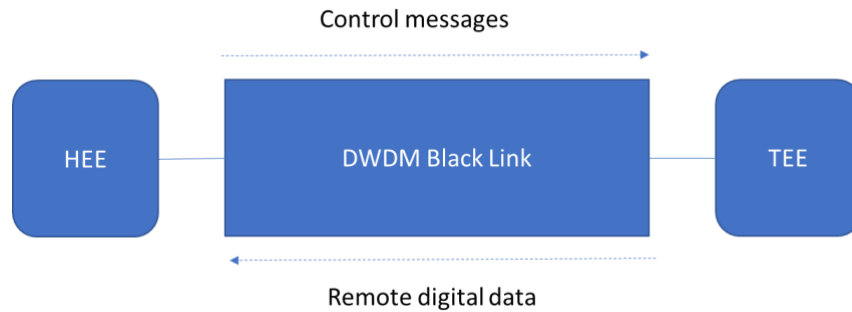 Control messages
HEE
DWDM Black Link
TEE
Remote digital data